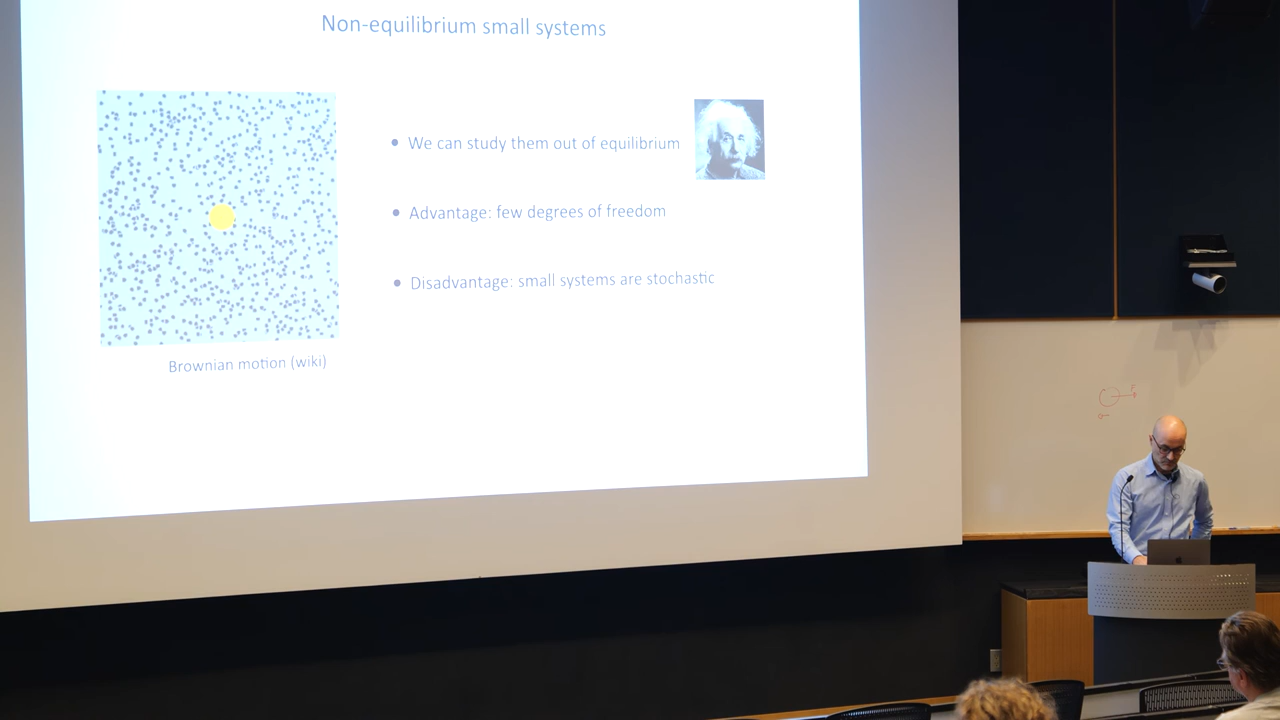 Non-equilibrium small systems
• We can study them out of equilibrium
• Advantage: few degrees of freedom
• Disadvantage: small systems are stochastic
Brownian motion (wiki)